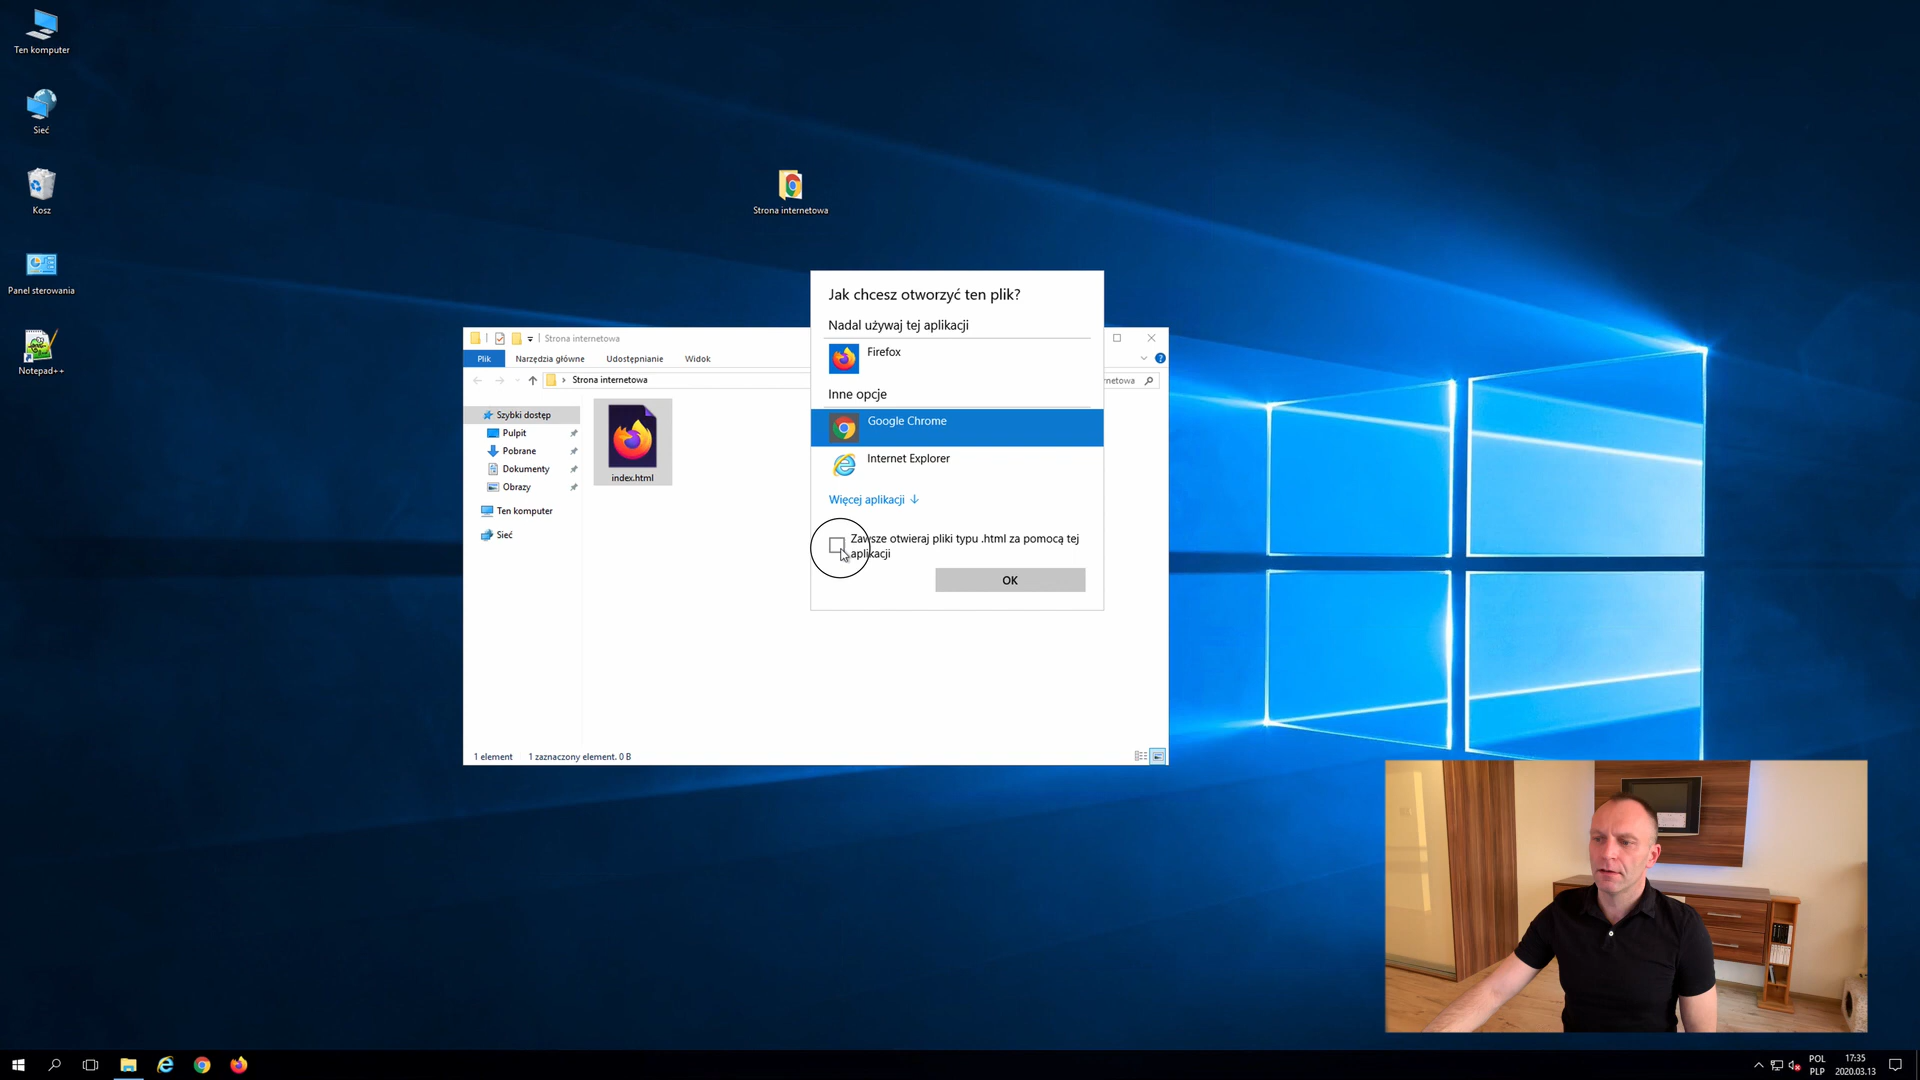 Ten komputer
Sieć
Kosz
Panel sterowania
Notepad++
Strona internetowa
Strona internetowa
Plik
Narzędzia główne
Udostępnianie
Widok
Strona internetowa
rnetowa
Szybki dostęp
Pulpit
Pobrane
Dokumenty
Obrazy
Ten komputer
Sieć
index.html
1 element
1 zaznaczony element. 0 B
Jak chcesz otworzyć ten plik?
Nadal używaj tej aplikacji
Firefox
Inne opcje
Google Chrome
Internet Explorer
Więcej aplikacji
Zawsze otwieraj pliki typu .html za pomocą tej
aplikacji
OK
POL
PLP
17:35
2020.03.13